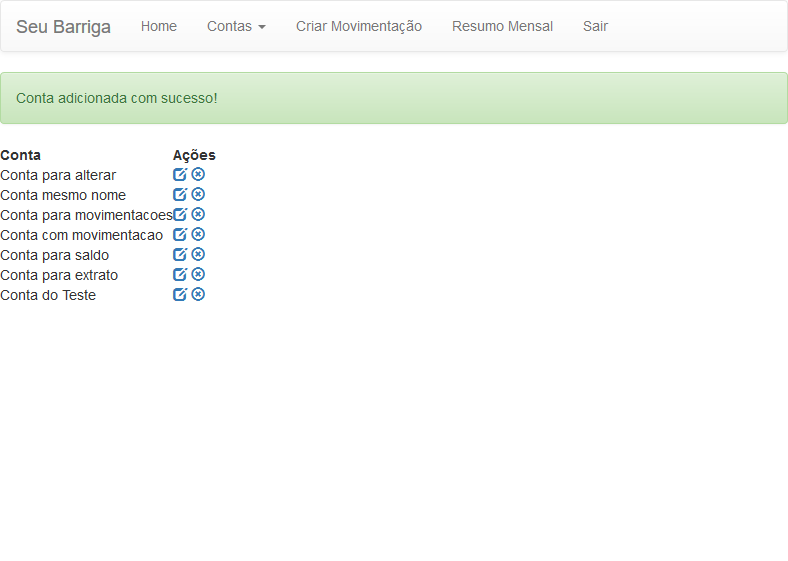 Seu Barriga Home Contas Criar Movimentação Resumo Mensal Sair
Conta adicionada com sucesso!
Conta Ações
Conta para alterar
Conta mesmo nome
Conta para movimentacoes
Conta com movimentacao
Conta para saldo
Conta para extrato
Conta do Teste